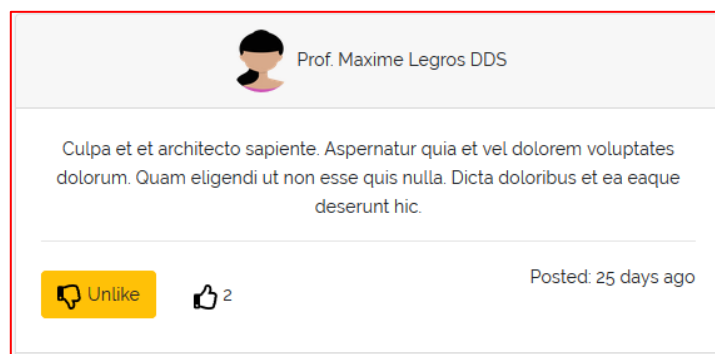 Prof. Maxime Legros DDS
Culpa et et architecto sapiente. Aspernatur quia et vel dolorem voluptates
dolorum. Quam eligendi ut non esse quis nulla. Dicta doloribus et ea eaque
deserunt hic.
Unlike
2
Posted: 25 days ago